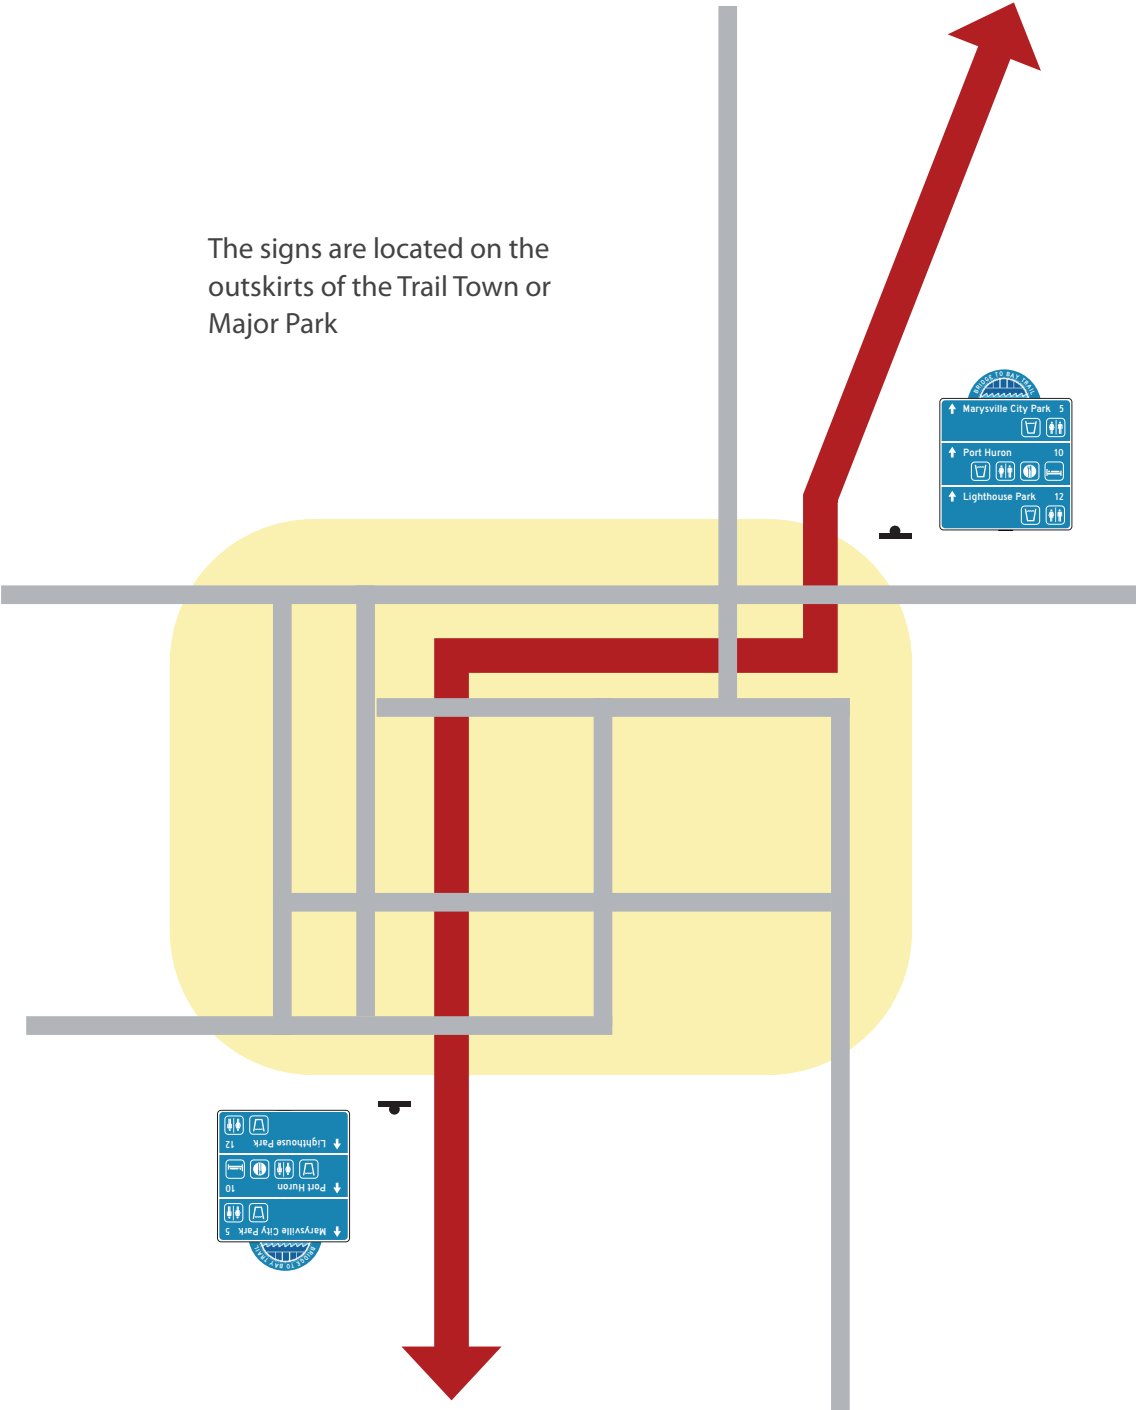 The signs are located on the
outskirts of the Trail Town or
Major Park
BRIDGE TO BAY TRAIL
Marysville City Park 5
Port Huron 10
Lighthouse Park 12
BRIDGE TO BAY TRAIL
Marysville City Park 5
Port Huron 10
Lighthouse Park 12